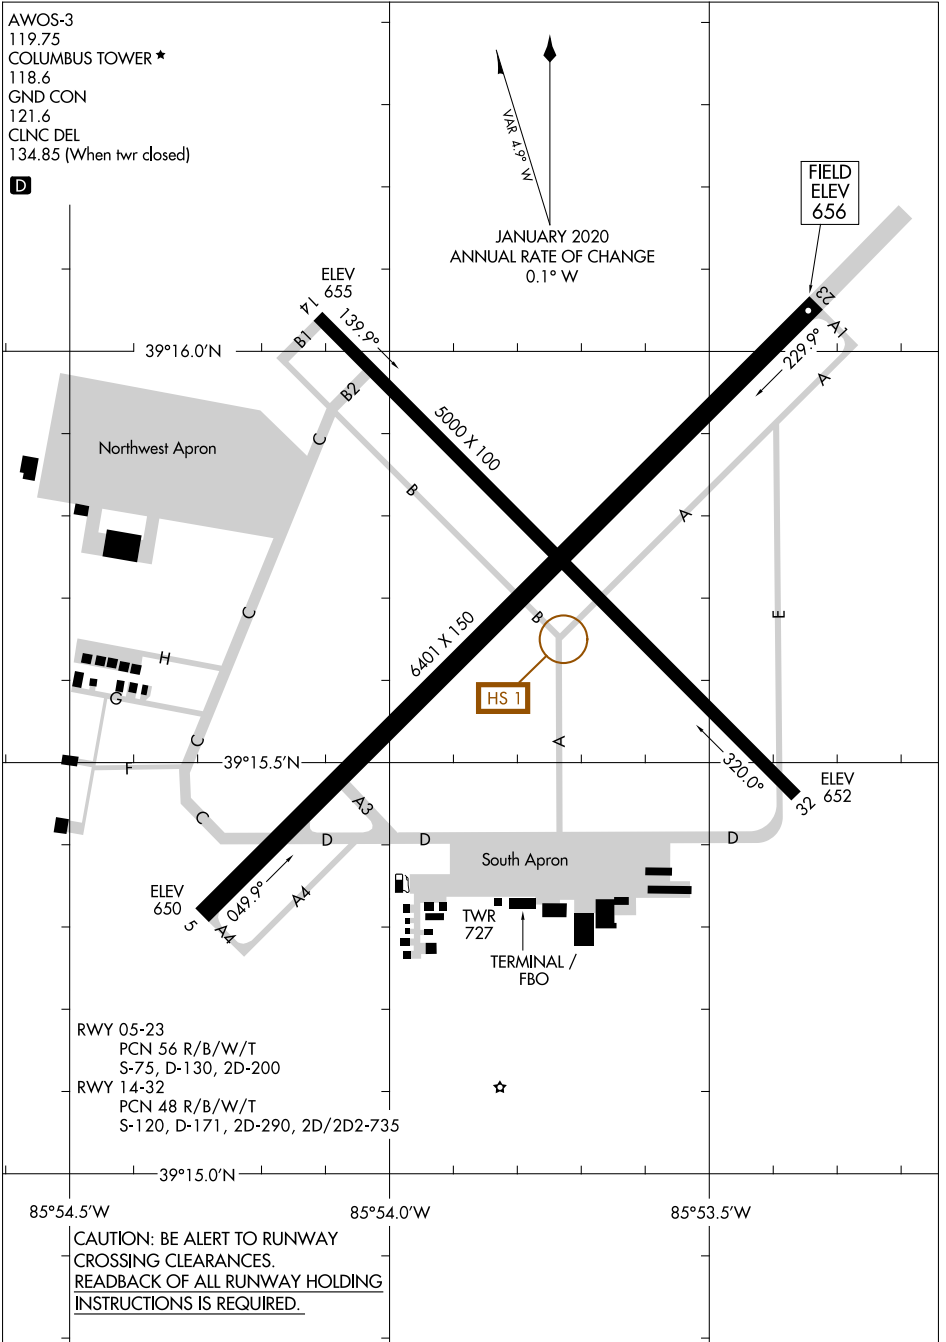 AWOS-3
119.75
COLUMBUS TOWER ★
118.6
GND CON
121.6
CLNC DEL
134.85 (When twr closed)
D
VAR 4.9° W
JANUARY 2020
ANNUAL RATE OF CHANGE
0.1° W
FIELD
ELEV
656
ELEV
655
14
139.9°
23
A1
229.9°
A
B1
39°16.0'N
B2
C
5000 X 100
Northwest Apron
B
A
C
B
E
6401 X 150
H
G
HS 1
C
A
F
39°15.5'N
320.0°
ELEV
652
32
A3
C
D
D
D
South Apron
ELEV
650
049.9°
A4
5
A4
TWR
727
TERMINAL /
FBO
RWY 05-23
PCN 56 R/B/W/T
S-75, D-130, 2D-200
RWY 14-32
PCN 48 R/B/W/T
S-120, D-171, 2D-290, 2D/2D2-735
39°15.0'N
85°54.5'W
85°54.0'W
85°53.5'W
CAUTION: BE ALERT TO RUNWAY
CROSSING CLEARANCES.
READBACK OF ALL RUNWAY HOLDING
INSTRUCTIONS IS REQUIRED.